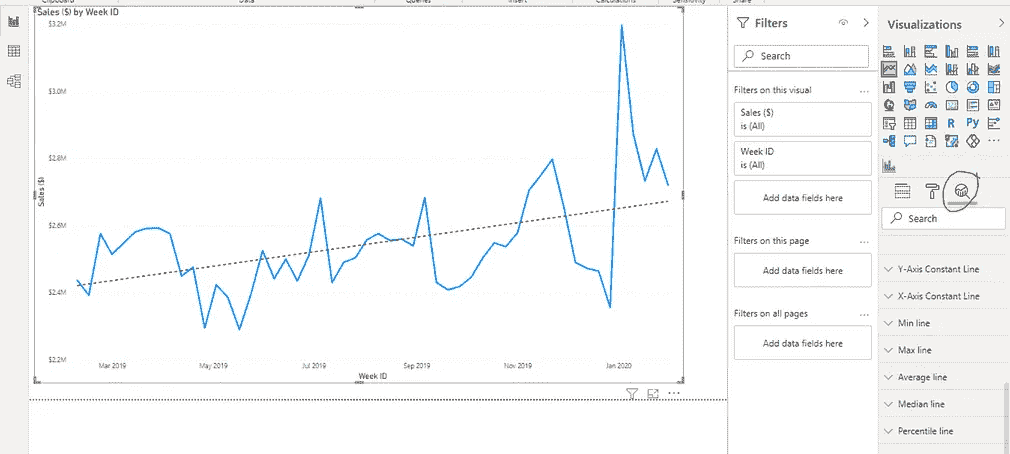 Clipboard Data Queries Insert Calculations Sensitivity Share
Sales ($) by Week ID
$3.2M
$3.0M
$2.8M
$2.6M
$2.4M
$2.2M
Sales ($)
Mar 2019 May 2019 Jul 2019 Sep 2019 Nov 2019 Jan 2020
Week ID
Filters
Search
Filters on this visual
Sales ($)
is (All)
Week ID
is (All)
Add data fields here
Filters on this page
Add data fields here
Filters on all pages
Add data fields here
Visualizations
R Py
Search
Y-Axis Constant Line
X-Axis Constant Line
Min line
Max line
Average line
Median line
Percentile line